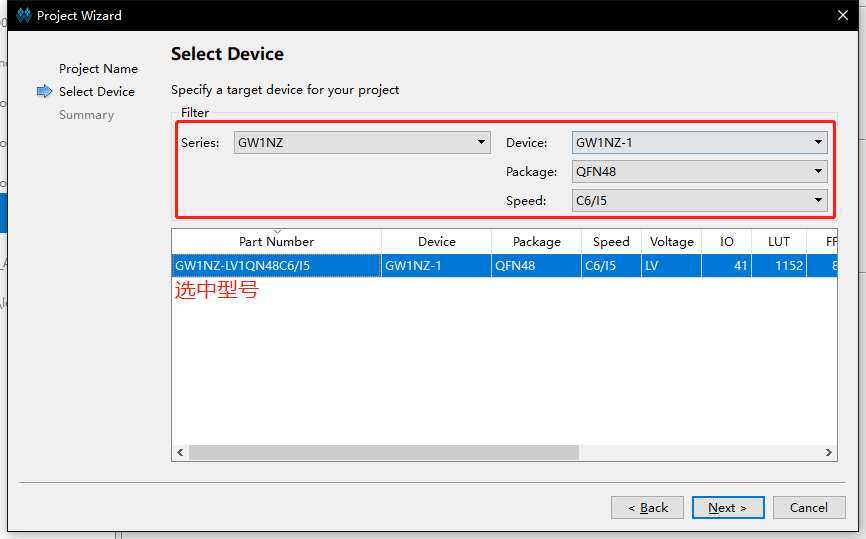 Project Wizard
Select Device
Project Name
Select Device
Summary
Specify a target device for your project
Filter
Series: GW1NZ Device: GW1NZ-1
Package: QFN48
Speed: C6/I5
Part Number Device Package Speed Voltage IO LUT
GW1NZ-LV1QN48C6/I5 GW1NZ-1 QFN48 C6/I5 LV 41 1152
选中型号
< Back Next > Cancel